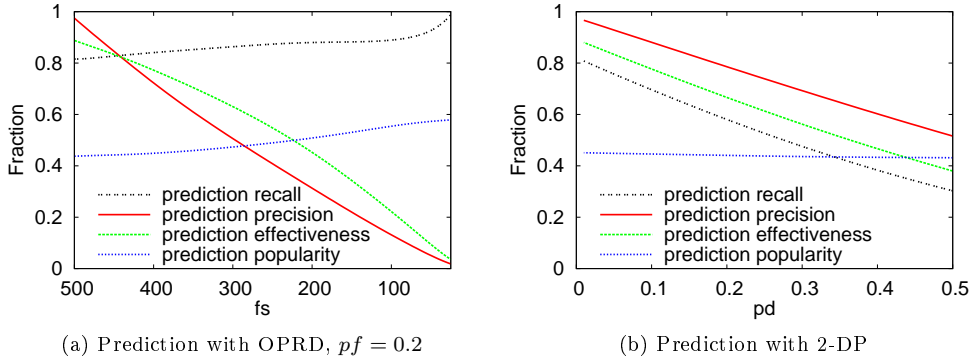 Fraction
1
0.8
0.6
0.4
0.2
0
prediction recall
prediction precision
prediction effectiveness
prediction popularity
500 400 300 200 100
fs
(a) Prediction with OPRD, pf = 0.2
Fraction
1
0.8
0.6
0.4
0.2
0
prediction recall
prediction precision
prediction effectiveness
prediction popularity
0 0.1 0.2 0.3 0.4 0.5
pd
(b) Prediction with 2-DP